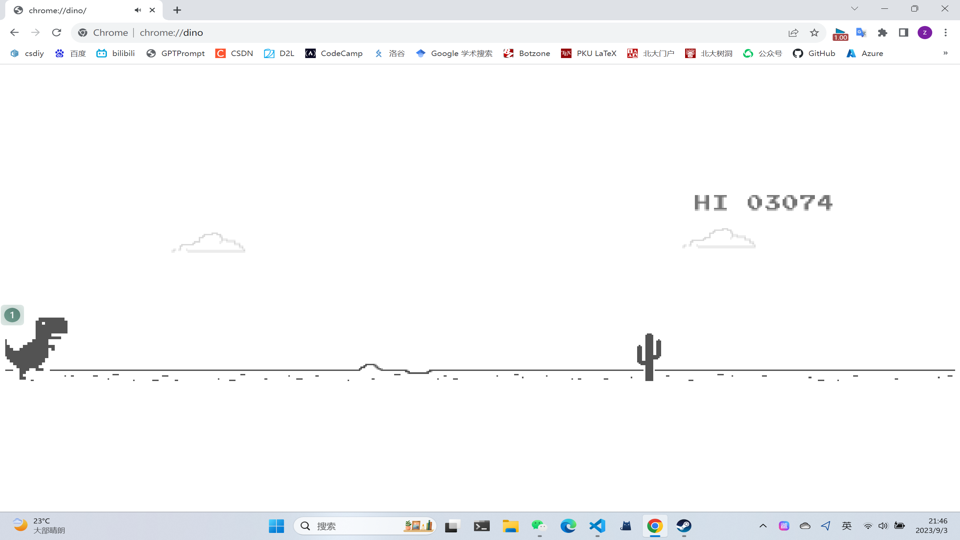 chrome://dino/
Chrome | chrome://dino
z
1.00
csdiy 百度 bilibili GPTPrompt CSDN D2L CodeCamp 洛谷 Google 学术搜索 Botzone PKU LaTeX 北大门户 北大树洞 公众号 GitHub Azure »
HI 03074
1
23°C
大部晴朗
搜索
英
21:46
2023/9/3